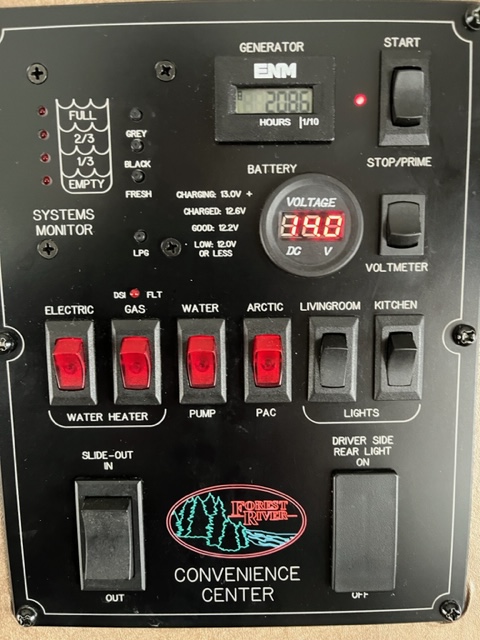 GENERATOR
START
ENM
2086
HOURS 1/10
STOP/PRIME
FULL
2/3
1/3
EMPTY
GREY
BLACK
FRESH
SYSTEMS
MONITOR
LPG
BATTERY
CHARGING: 13.0V +
CHARGED: 12.6V
GOOD: 12.2V
LOW: 12.0V
OR LESS
VOLTAGE
DC V
VOLTMETER
DSI FLT
ELECTRIC
GAS
WATER
ARCTIC
LIVINGROOM
KITCHEN
WATER HEATER
PUMP
PAC
LIGHTS
SLIDE-OUT
IN
OUT
FOREST
RIVER
CONVENIENCE
CENTER
DRIVER SIDE
REAR LIGHT
ON
OFF